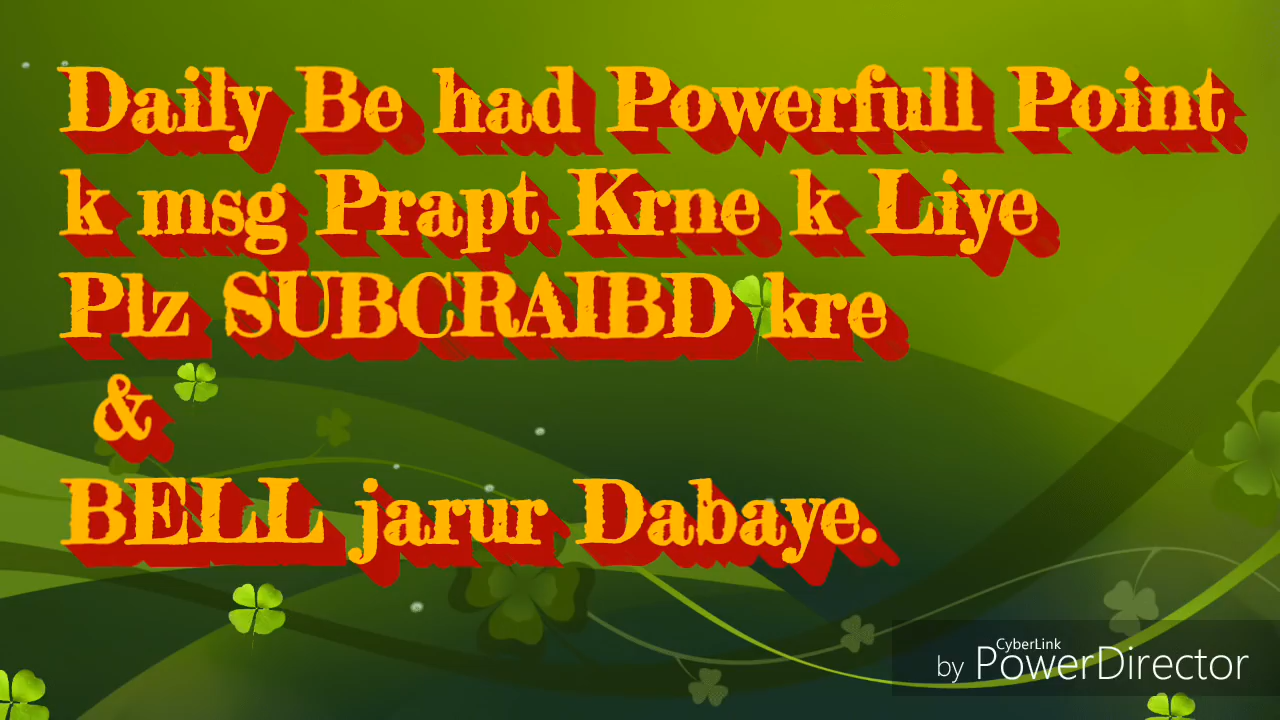 Daily Be had Powerfull Point
k msg Prapt Krne k Liye
Plz SUBCRAIBD kre
&
BELL jarur Dabaye.
CyberLink
by PowerDirector